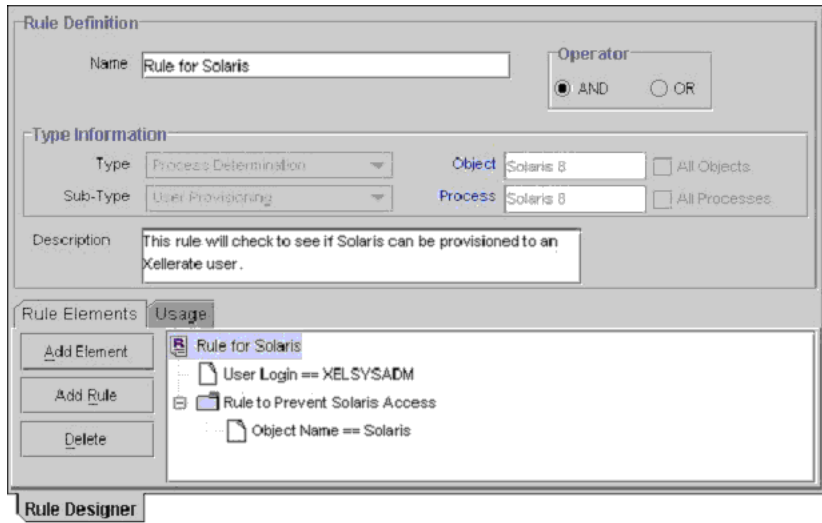 Rule Definition
Name Rule for Solaris
Operator
AND OR
Type Information
Type Process Determination Object Solaris 8 All Objects
Sub-Type User Provisioning Process Solaris 8 All Processes
Description This rule will check to see if Solaris can be provisioned to an
Xellerate user.
Rule Elements Usage
Add Element
Add Rule
Delete
Rule for Solaris
User Login == XELSYSADM
Rule to Prevent Solaris Access
Object Name == Solaris
Rule Designer